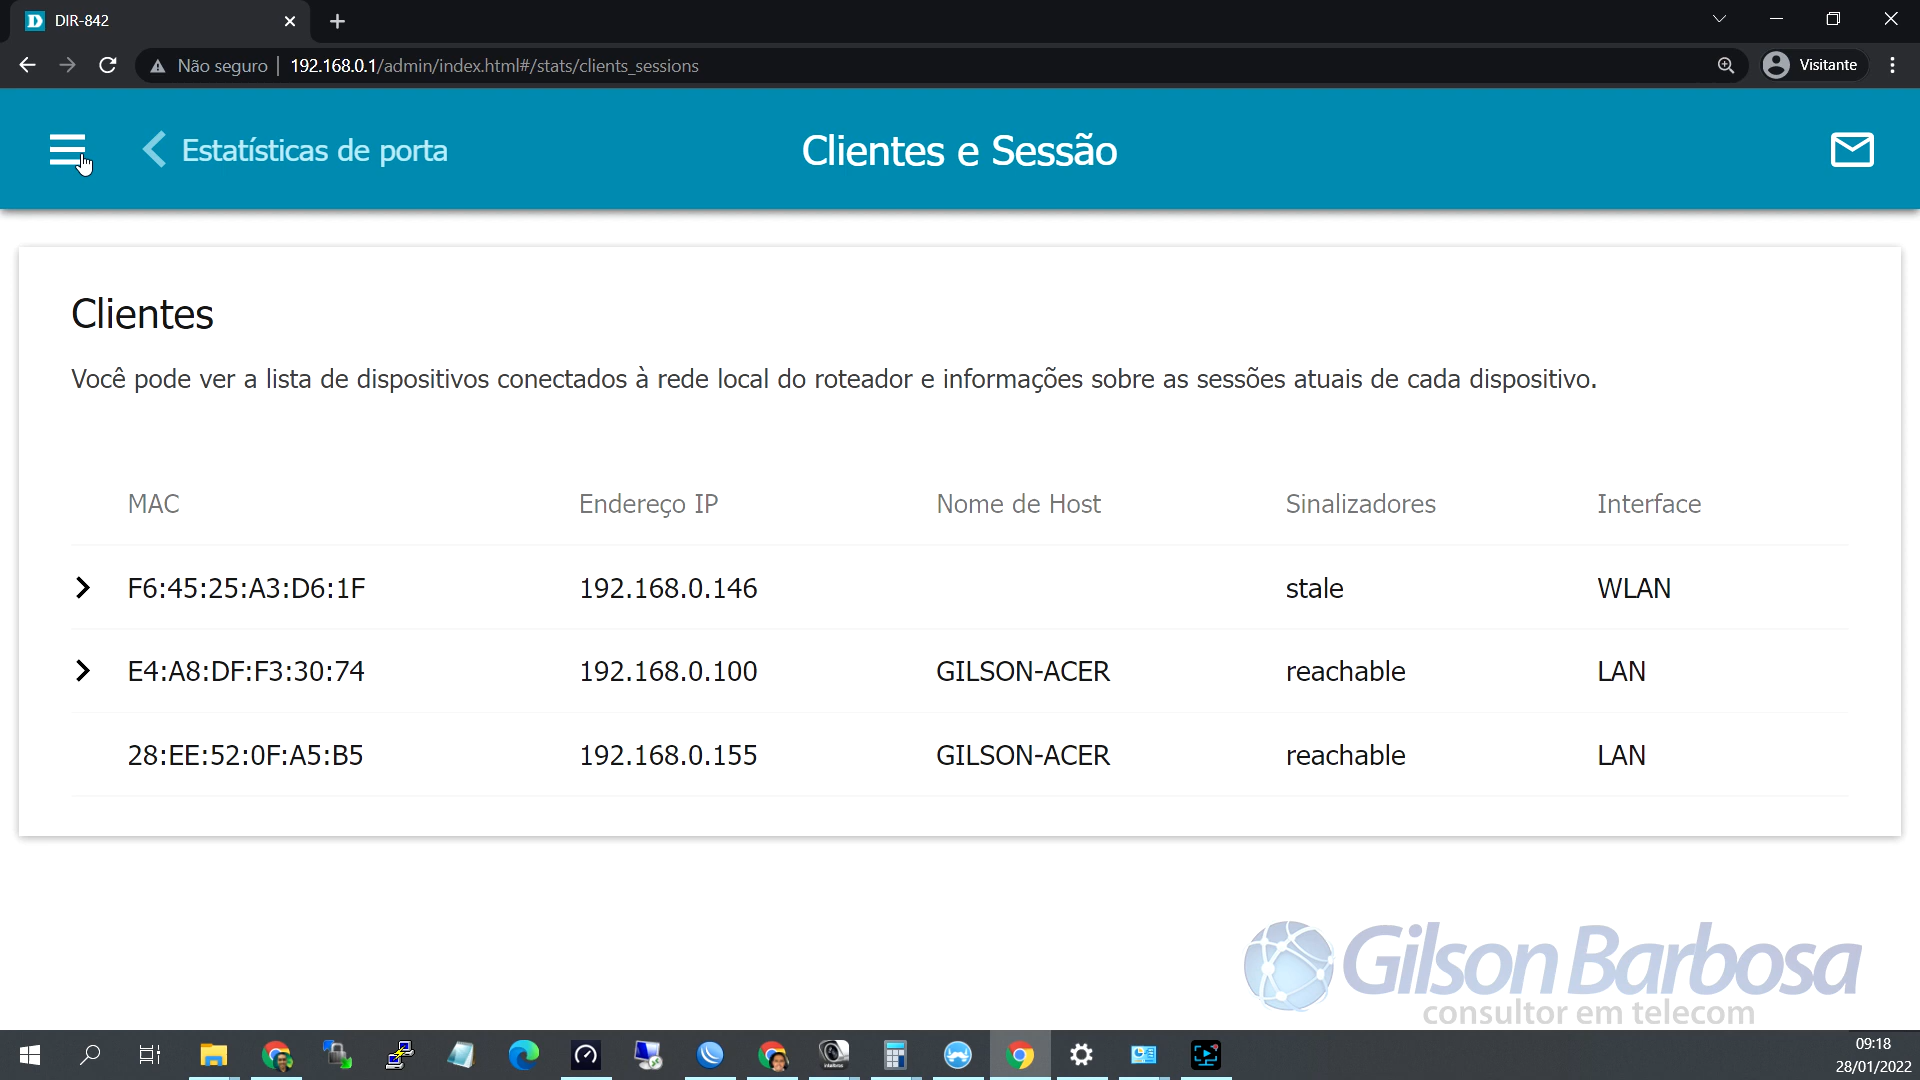 DIR-842
Não seguro 192.168.0.1/admin/index.html#/stats/clients_sessions
Visitante
Estatísticas de porta
Clientes e Sessão
Clientes
Você pode ver a lista de dispositivos conectados à rede local do roteador e informações sobre as sessões atuais de cada dispositivo.
MAC Endereço IP Nome de Host Sinalizadores Interface
F6:45:25:A3:D6:1F 192.168.0.146 stale WLAN
E4:A8:DF:F3:30:74 192.168.0.100 GILSON-ACER reachable LAN
28:EE:52:0F:A5:B5 192.168.0.155 GILSON-ACER reachable LAN
Gilson Barbosa
consultor em telecom
09:18
28/01/2022